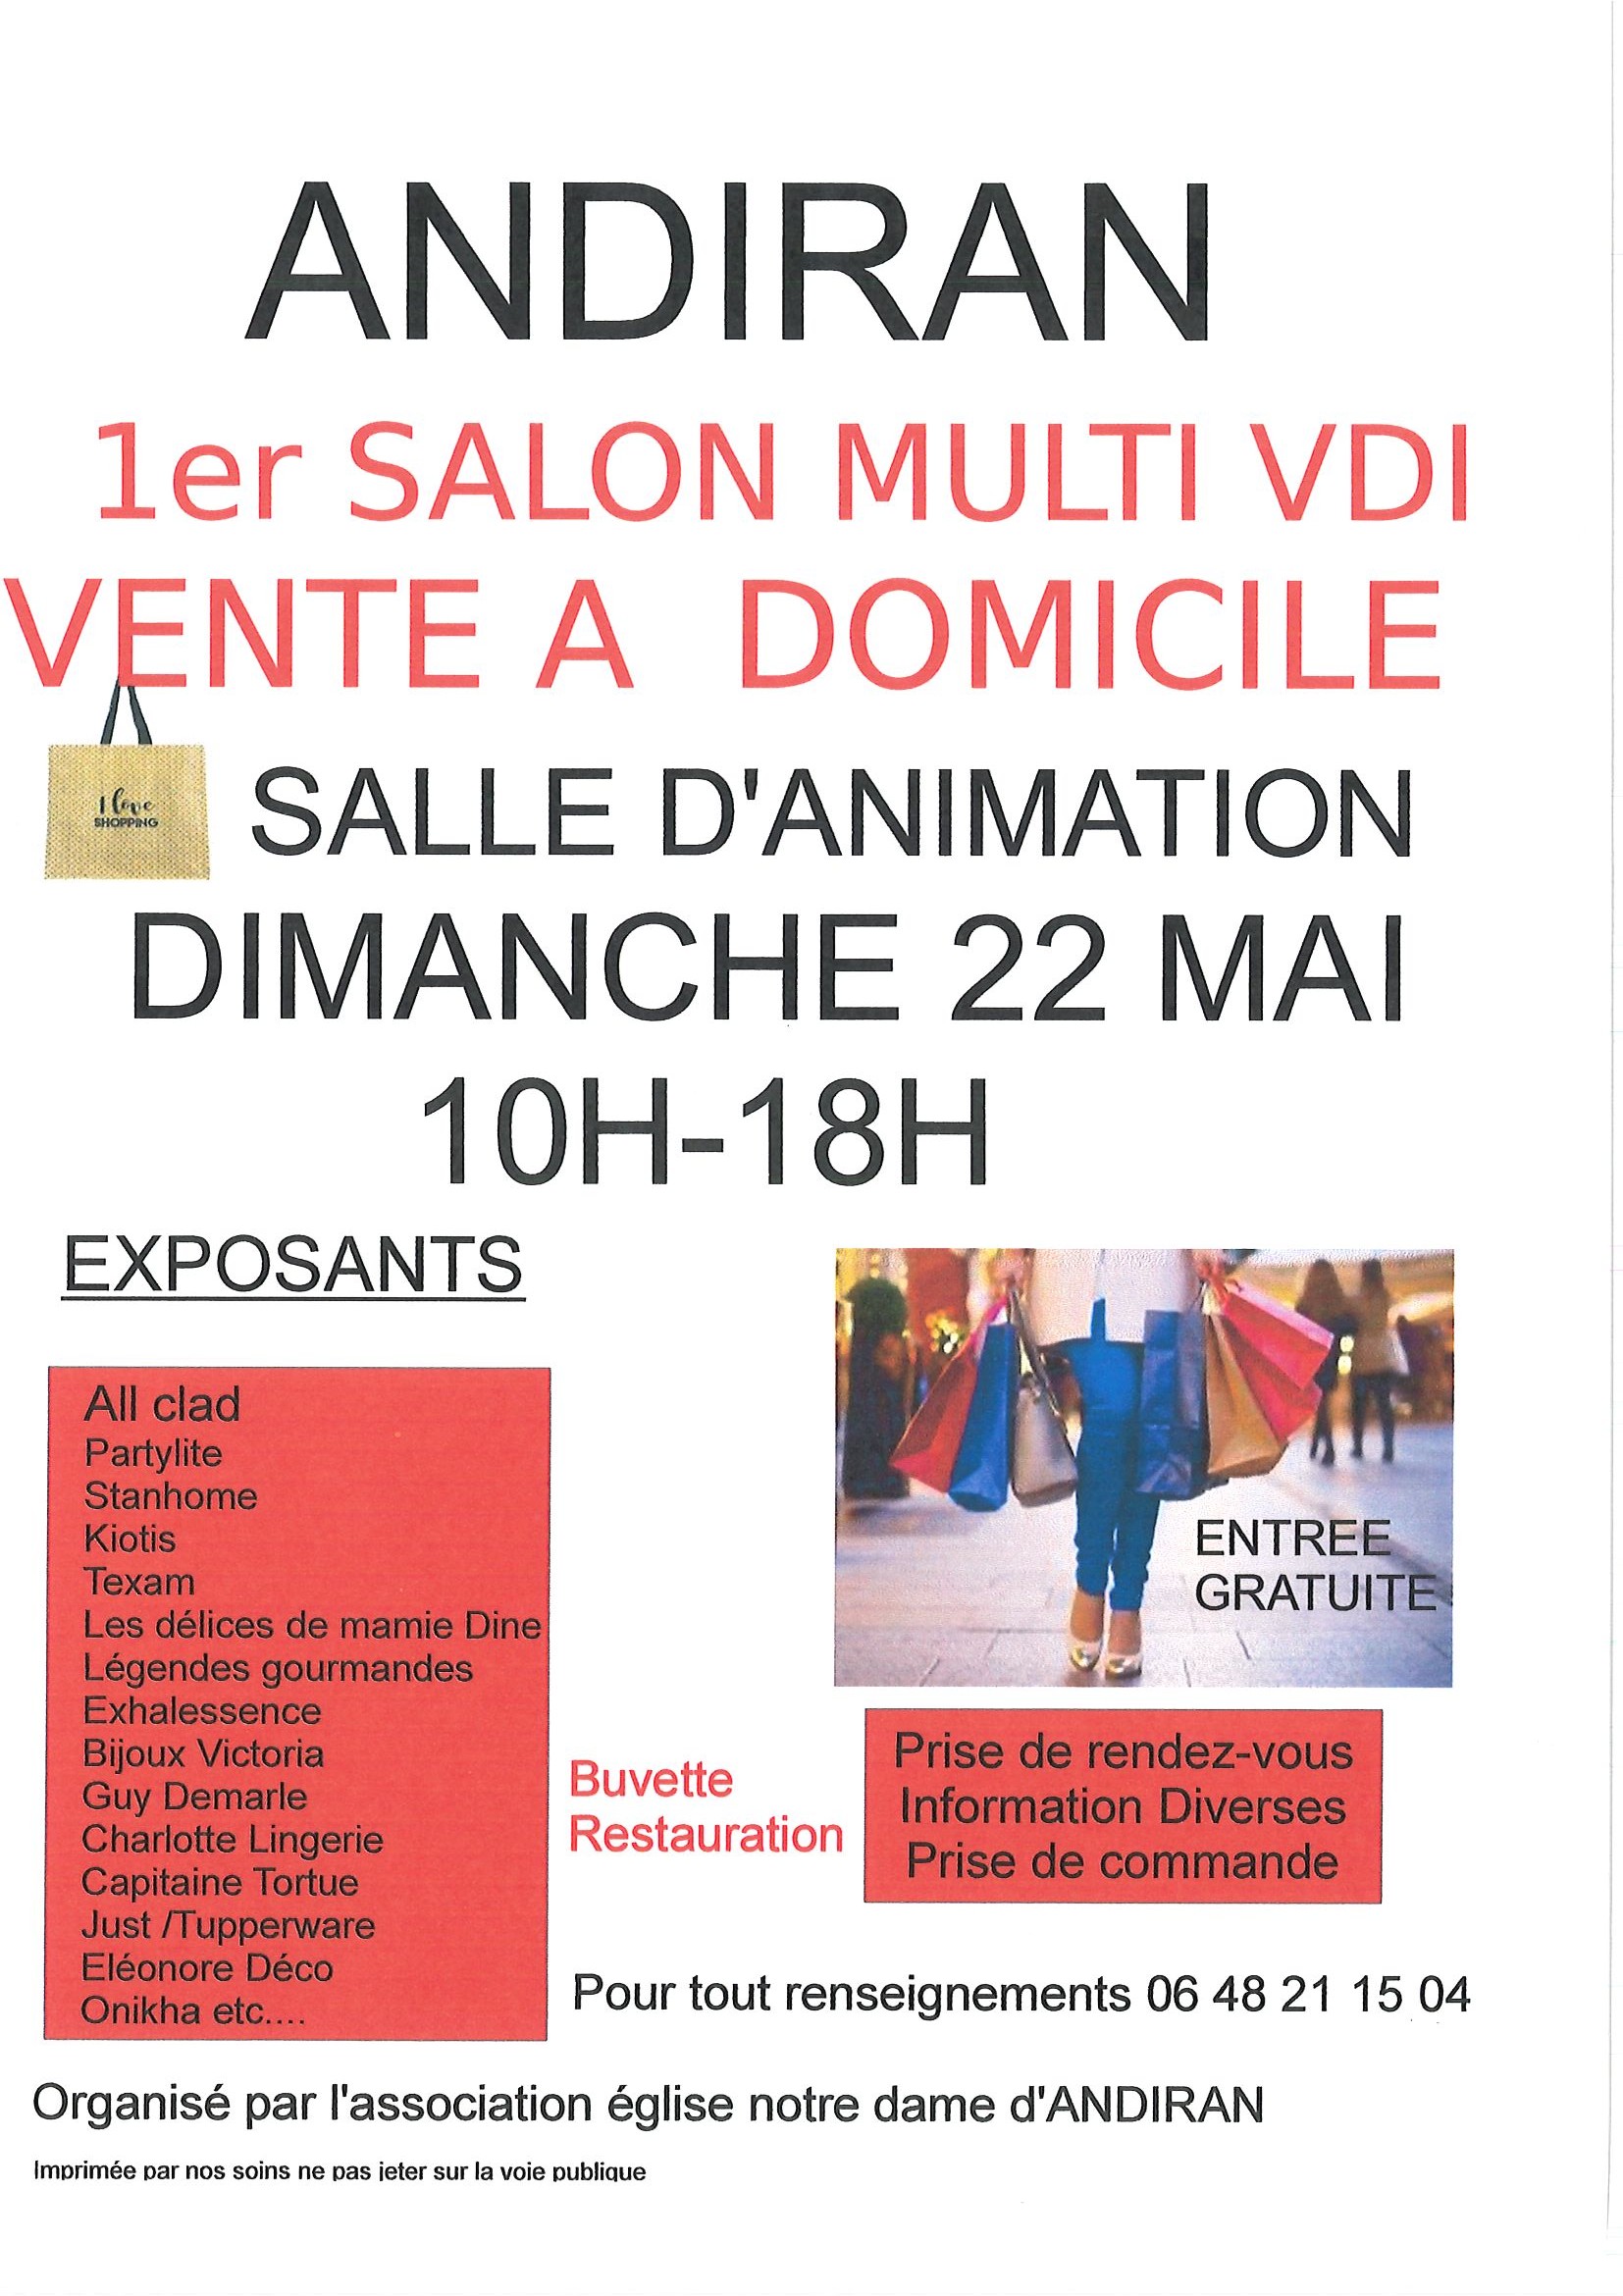 ANDIRAN
1er SALON MULTI VDI
VENTE A DOMICILE
I love
SHOPPING
SALLE D'ANIMATION
DIMANCHE 22 MAI
10H-18H
EXPOSANTS
All clad
Partylite
Stanhome
Kiotis
Texam
Les délices de mamie Dine
Légendes gourmandes
Exhalessence
Bijoux Victoria
Guy Demarle
Charlotte Lingerie
Capitaine Tortue
Just /Tupperware
Eléonore Déco
Onikha etc....
ENTREE
GRATUITE
Buvette
Restauration
Prise de rendez-vous
Information Diverses
Prise de commande
Pour tout renseignements 06 48 21 15 04
Organisé par l'association église notre dame d'ANDIRAN
Imprimée par nos soins ne pas jeter sur la voie publique